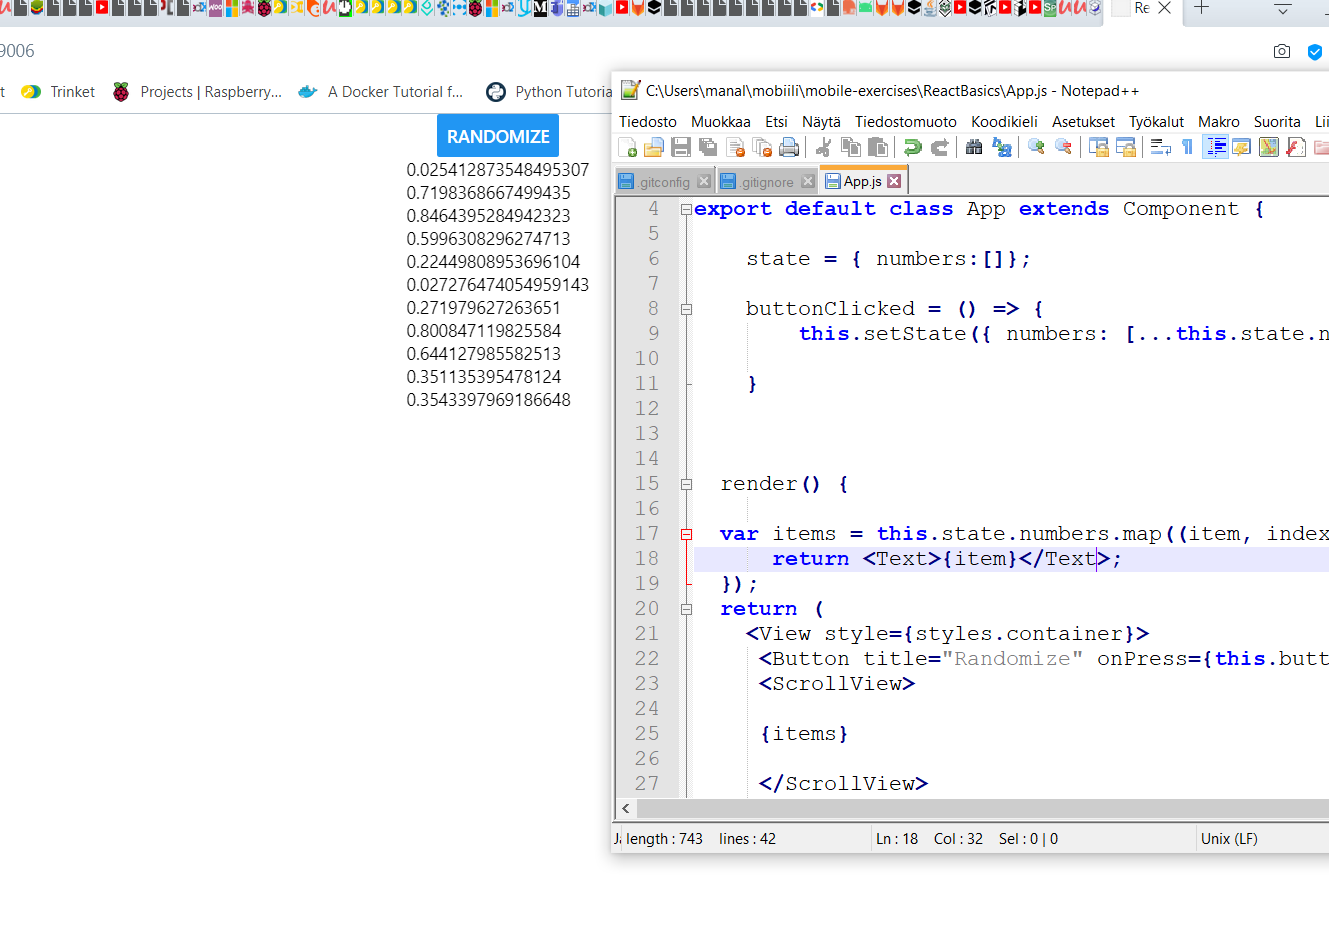 Re
9006
t Trinket Projects | Raspberry... A Docker Tutorial f... Python Tutoria
RANDOMIZE
0.025412873548495307
0.7198368667499435
0.8464395284942323
0.5996308296274713
0.22449808953696104
0.027276474054959143
0.271979627263651
0.800847119825584
0.644127985582513
0.351135395478124
0.3543397969186648
C:\Users\manal\mobiili\mobile-exercises\ReactBasics\App.js - Notepad++
Tiedosto Muokkaa Etsi Näytä Tiedostomuoto Koodikieli Asetukset Työkalut Makro Suorita Lii
.gitconfig .gitignore App.js
4 export default class App extends Component {
5
6 state = { numbers:[]};
7
8 buttonClicked = () => {
9 this.setState({ numbers: [...this.state.n
10
11 }
12
13
14
15 render() {
16
17 var items = this.state.numbers.map((item, index
18 return <Text>{item}</Text>;
19 });
20 return (
21 <View style={styles.container}>
22 <Button title="Randomize" onPress={this.butt
23 <ScrollView>
24
25 {items}
26
27 </ScrollView>
length : 743 lines : 42 Ln : 18 Col : 32 Sel : 0 | 0 Unix (LF)